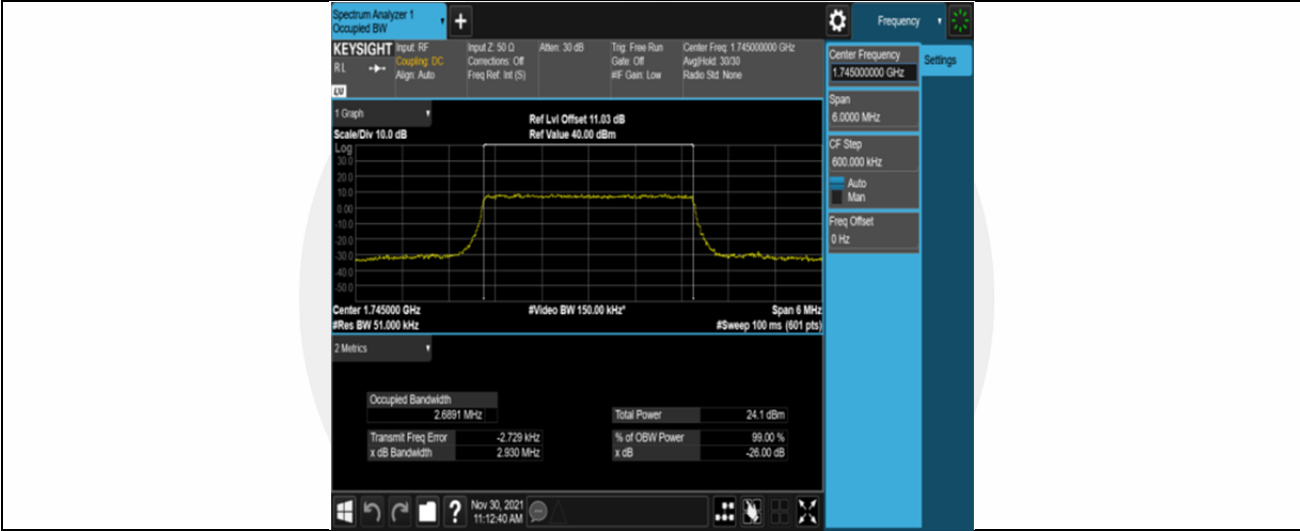 Spectrum Analyzer 1
Occupied BW
+
Frequency
KEYSIGHT
RL
LXI
Input: RF
Coupling: DC
Align: Auto
Input Z: 50 Ω
Corrections: Off
Freq Ref: Int (S)
Atten: 30 dB
Trig: Free Run
Gate: Off
#IF Gain: Low
Center Freq: 1.745000000 GHz
Avg|Hold: 30/30
Radio Std: None
Center Frequency
1.745000000 GHz
Settings
Span
6.0000 MHz
CF Step
600.000 kHz
Auto
Man
Freq Offset
0 Hz
1 Graph
Scale/Div 10.0 dB
Ref Lvl Offset 11.03 dB
Ref Value 40.00 dBm
Log
30.0
20.0
10.0
0.00
-10.0
-20.0
-30.0
-40.0
-50.0
Center 1.745000 GHz
#Res BW 51.000 kHz
#Video BW 150.00 kHz*
Span 6 MHz
#Sweep 100 ms (601 pts)
2 Metrics
Occupied Bandwidth
2.6891 MHz
Total Power 24.1 dBm
Transmit Freq Error -2.729 kHz
% of OBW Power 99.00 %
x dB Bandwidth 2.930 MHz
x dB -26.00 dB
?
Nov 30, 2021
11:12:40 AM